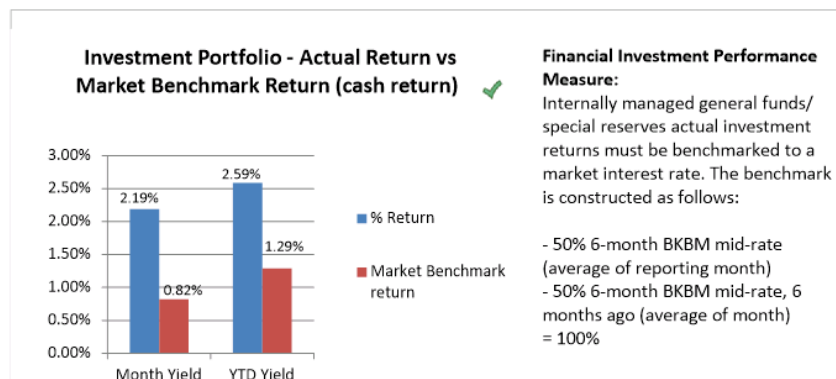 Investment Portfolio - Actual Return vs
Market Benchmark Return (cash return)
3.00%
2.50%
2.00%
1.50%
1.00%
0.50%
0.00%
2.19%
0.82%
2.59%
1.29%
Month Yield
YTD Yield
% Return
Market Benchmark
return
Financial Investment Performance
Measure:
Internally managed general funds/
special reserves actual investment
returns must be benchmarked to a
market interest rate. The benchmark
is constructed as follows:
- 50% 6-month BKBM mid-rate
(average of reporting month)
- 50% 6-month BKBM mid-rate, 6
months ago (average of month)
= 100%